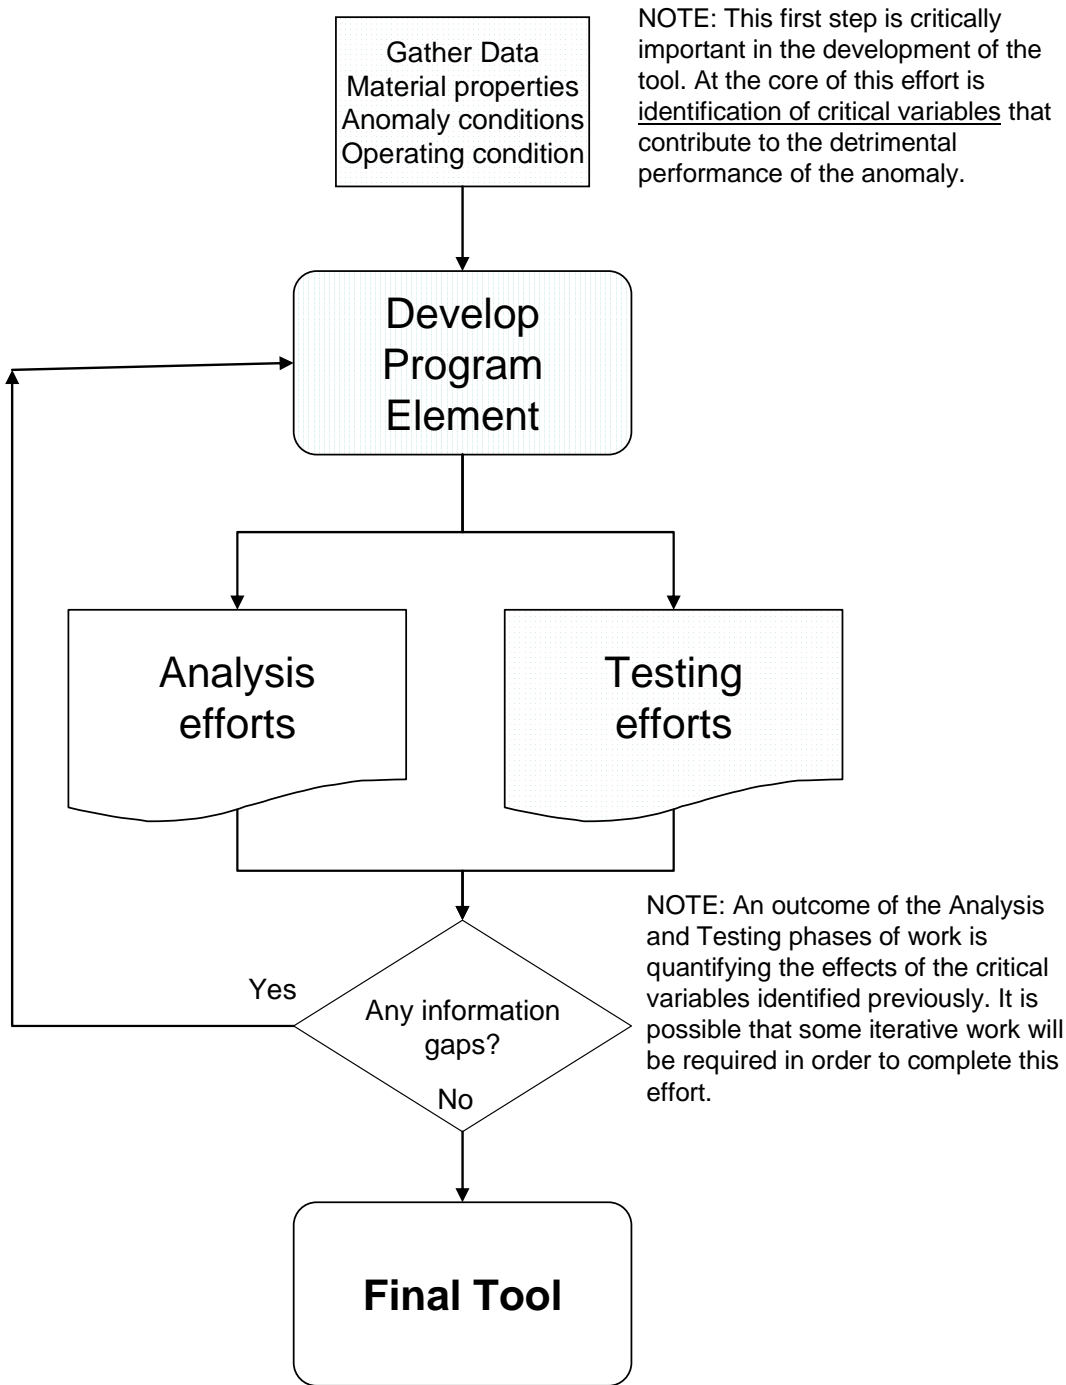 Gather Data
Material properties
Anomaly conditions
Operating condition
NOTE: This first step is critically
important in the development of the
tool. At the core of this effort is
identification of critical variables that
contribute to the detrimental
performance of the anomaly.
Develop
Program
Element
Analysis
efforts
Testing
efforts
NOTE: An outcome of the Analysis
and Testing phases of work is
quantifying the effects of the critical
variables identified previously. It is
possible that some iterative work will
be required in order to complete this
effort.
Yes
Any information
gaps?
No
Final Tool